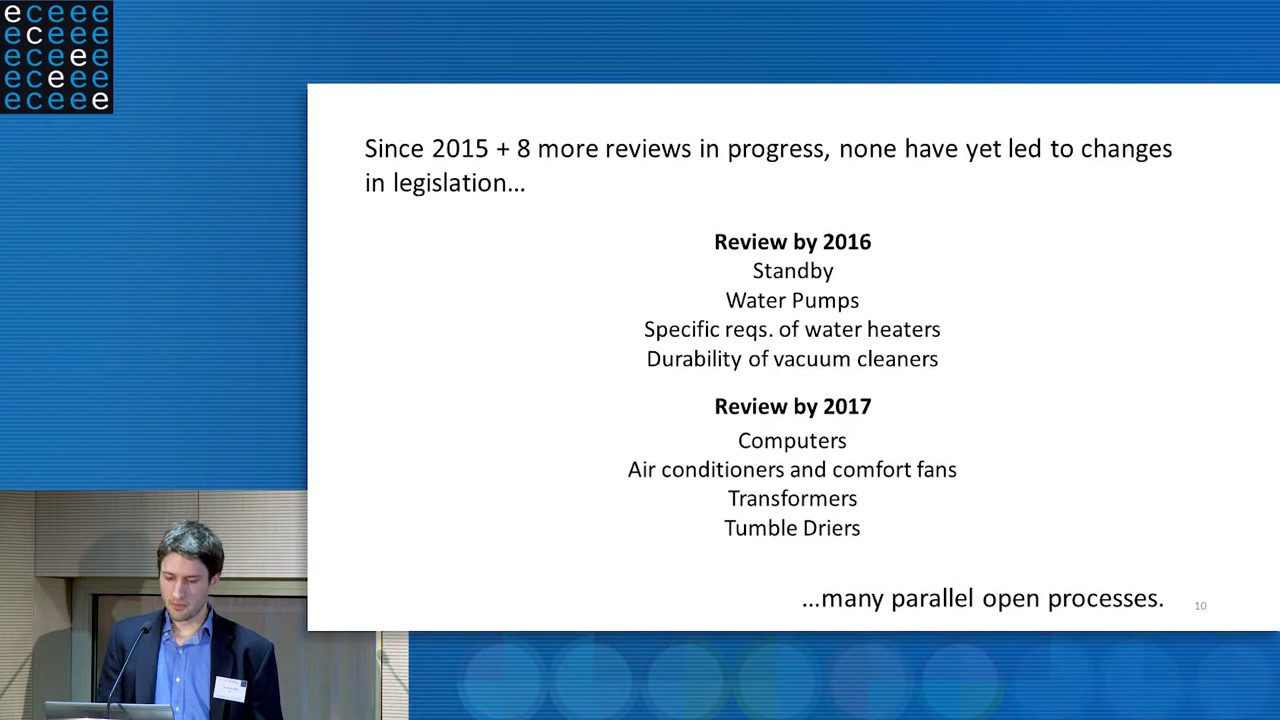 eceee
eceee
eceee
eceee
eceee
Since 2015 + 8 more reviews in progress, none have yet led to changes
in legislation…
Review by 2016
Standby
Water Pumps
Specific reqs. of water heaters
Durability of vacuum cleaners
Review by 2017
Computers
Air conditioners and comfort fans
Transformers
Tumble Driers
…many parallel open processes.
10